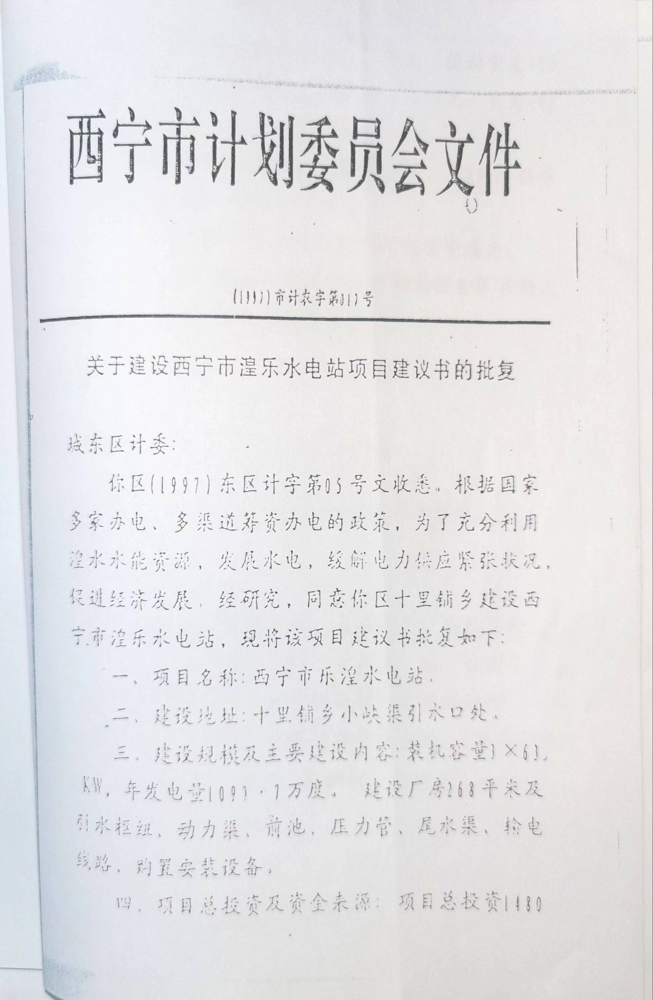 西宁市计划委员会文件
(1997)市计农字第017号
关于建设西宁市湟乐水电站项目建议书的批复
城东区计委:
你区(1997)东区计字第05号文收悉。根据国家
多家办电、多渠道筹资办电的政策,为了充分利用
湟水水能资源,发展水电,缓解电力供应紧张状况,
促进经济发展,经研究,同意你区十里铺乡建设西
宁市湟乐水电站,现将该项目建议书批复如下:
一、项目名称:西宁市乐湟水电站.
二、建设地址:十里铺乡小峡渠引水口处。
三、建设规模及主要建设内容:装机容量
KW,年发电量 万度。 建设厂房268平米及
引水枢纽、动力渠、前池、压力管、尾水渠、输电
线路、购置安装设备。
四、项目总投资及资金来源: 项目总投资1480